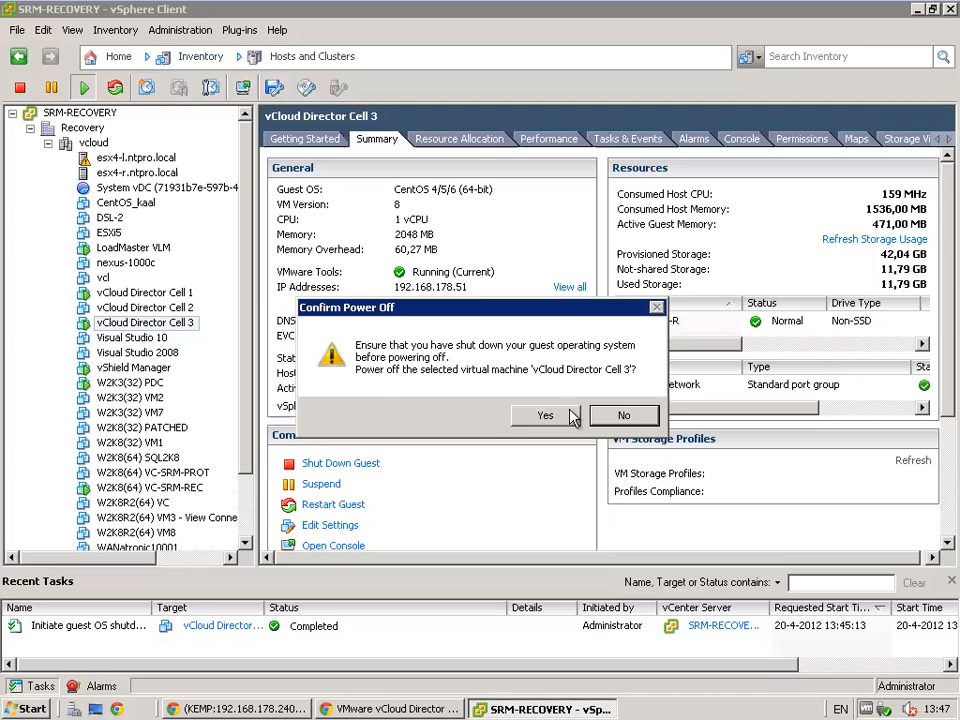 SRM-RECOVERY - vSphere Client
File Edit View Inventory Administration Plug-ins Help
Home Inventory Hosts and Clusters
Search Inventory
SRM-RECOVERY
Recovery
vcloud
esx4-l.ntpro.local
esx4-r.ntpro.local
System vDC (71931b7e-597b-4
CentOS_kaal
DSL-2
ESXi5
LoadMaster VLM
nexus-1000c
vcl
vCloud Director Cell 1
vCloud Director Cell 2
vCloud Director Cell 3
Visual Studio 10
Visual Studio 2008
vShield Manager
W2K3(32) PDC
W2K3(32) VM2
W2K3(32) VM7
W2K8(32) PATCHED
W2K8(32) VM1
W2K8(64) SQL2K8
W2K8(64) VC-SRM-PROT
W2K8(64) VC-SRM-REC
W2K8R2(64) VC
W2K8R2(64) VM3 - View Conne
W2K8R2(64) VM8
WANatronic10001
vCloud Director Cell 3
Getting Started Summary Resource Allocation Performance Tasks & Events Alarms Console Permissions Maps Storage Vi
General
Guest OS: CentOS 4/5/6 (64-bit)
VM Version: 8
CPU: 1 vCPU
Memory: 2048 MB
Memory Overhead: 60,27 MB
VMware Tools: Running (Current)
IP Addresses: 192.168.178.51 View all
DNS
EVC
Stat
Host
Acti
vSp
Resources
Consumed Host CPU: 159 MHz
Consumed Host Memory: 1536,00 MB
Active Guest Memory: 471,00 MB
Refresh Storage Usage
Provisioned Storage: 42,04 GB
Not-shared Storage: 11,79 GB
Used Storage: 11,79 GB
Status Drive Type
-R Normal Non-SSD
Type Sta
etwork Standard port group
Confirm Power Off
Ensure that you have shut down your guest operating system
before powering off.
Power off the selected virtual machine 'vCloud Director Cell 3'?
Yes No
Com
Shut Down Guest
Suspend
Restart Guest
Edit Settings
Open Console
VM Storage Profiles
Refresh
VM Storage Profiles:
Profiles Compliance:
Recent Tasks
Name, Target or Status contains: Clear
Name Target Status Details Initiated by vCenter Server Requested Start Ti... Start Time
Initiate guest OS shutd... vCloud Director... Completed Administrator SRM-RECOVE... 20-4-2012 13:45:13 20-4-2012 13:45
Tasks Alarms Administrator
Start (KEMP:192.168.178.240... VMware vCloud Director ... SRM-RECOVERY - vSp... EN 13:47